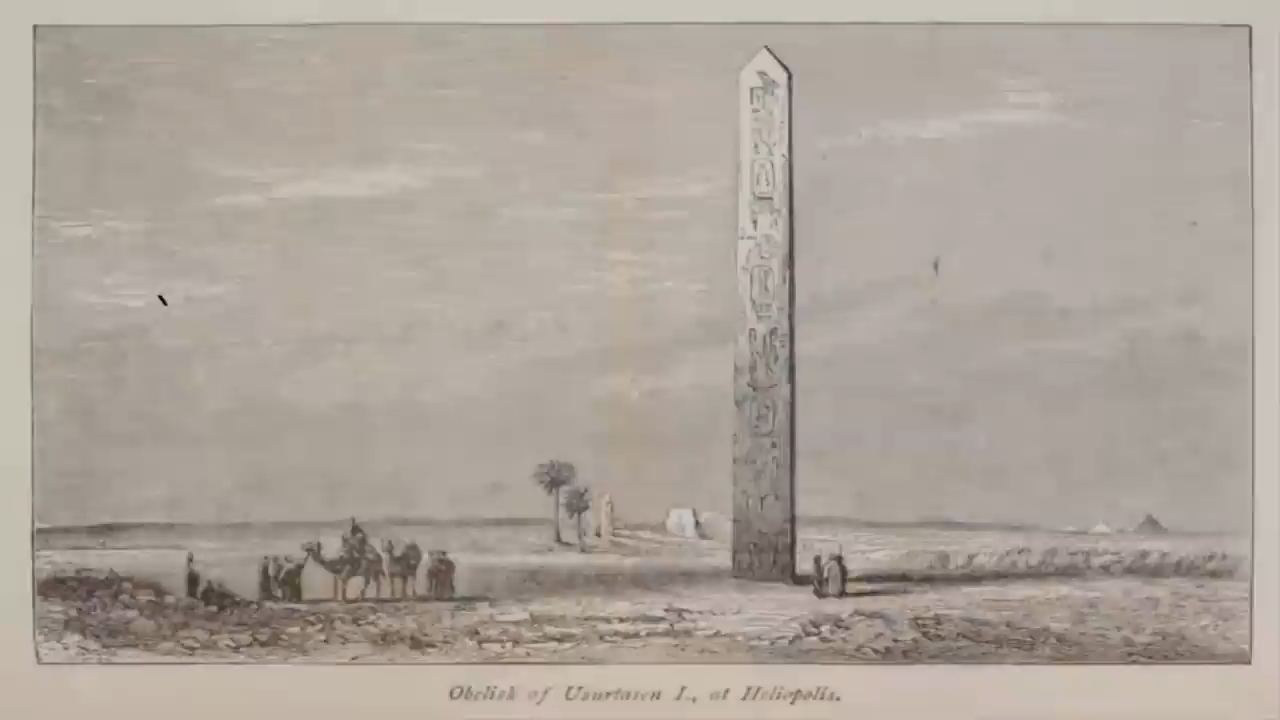 Obelisk of Usurtasen I., at Heliopolis.